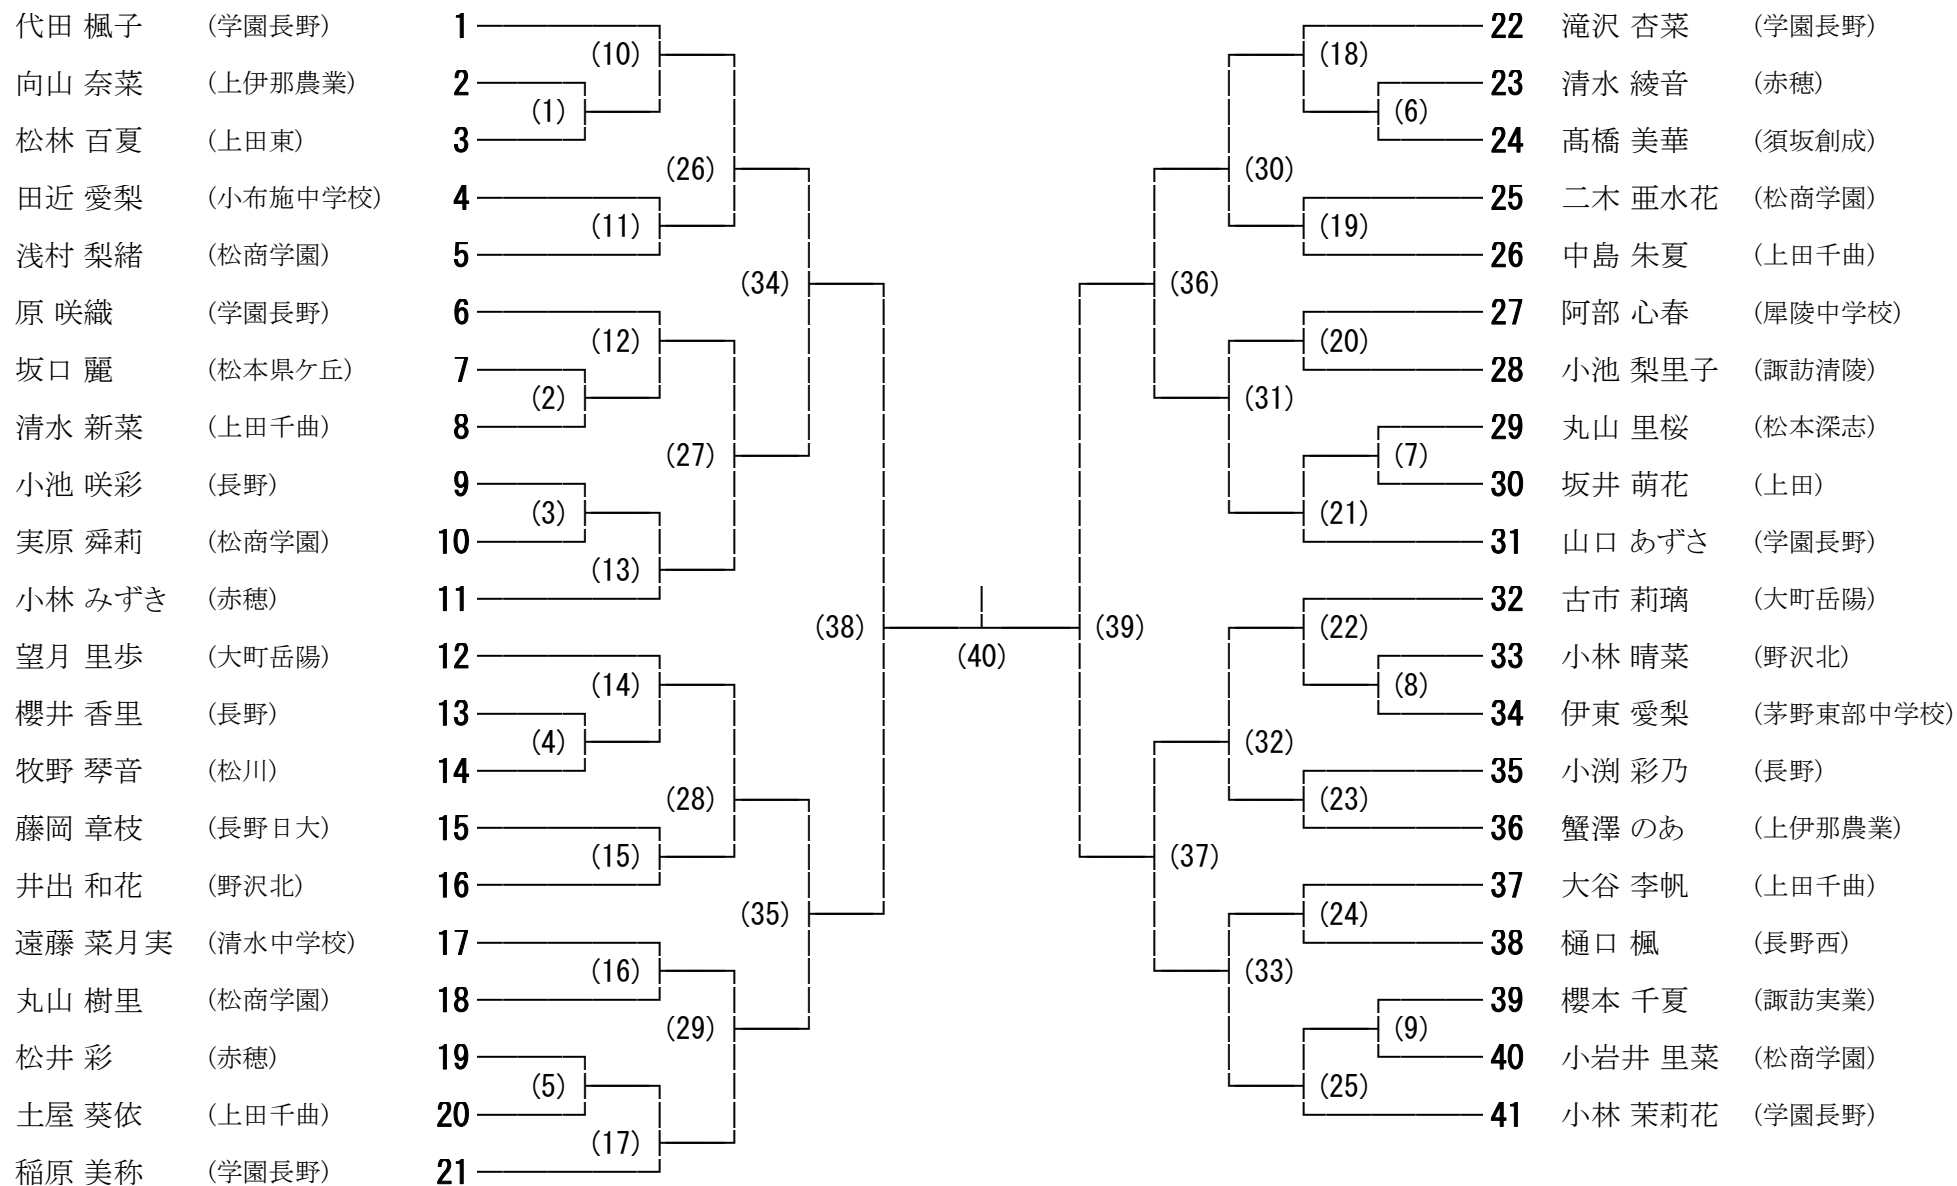 代田 楓子 (学園長野) 1
向山 奈菜 (上伊那農業) 2
松林 百夏 (上田東) 3
田近 愛梨 (小布施中学校) 4
浅村 梨緒 (松商学園) 5
原 咲織 (学園長野) 6
坂口 麗 (松本県ケ丘) 7
清水 新菜 (上田千曲) 8
小池 咲彩 (長野) 9
実原 舜莉 (松商学園) 10
小林 みずき (赤穂) 11
望月 里歩 (大町岳陽) 12
櫻井 香里 (長野) 13
牧野 琴音 (松川) 14
藤岡 章枝 (長野日大) 15
井出 和花 (野沢北) 16
遠藤 菜月実 (清水中学校) 17
丸山 樹里 (松商学園) 18
松井 彩 (赤穂) 19
土屋 葵依 (上田千曲) 20
稲原 美称 (学園長野) 21
(1)
(2)
(3)
(4)
(5)
(10)
(11)
(12)
(13)
(14)
(15)
(16)
(17)
(26)
(27)
(28)
(29)
(34)
(35)
(38)
(40)
(39)
(36)
(37)
(30)
(31)
(32)
(33)
(18)
(19)
(20)
(21)
(22)
(23)
(24)
(25)
(6)
(7)
(8)
(9)
22 滝沢 杏菜 (学園長野)
23 清水 綾音 (赤穂)
24 髙橋 美華 (須坂創成)
25 二木 亜水花 (松商学園)
26 中島 朱夏 (上田千曲)
27 阿部 心春 (犀陵中学校)
28 小池 梨里子 (諏訪清陵)
29 丸山 里桜 (松本深志)
30 坂井 萌花 (上田)
31 山口 あずさ (学園長野)
32 古市 莉璃 (大町岳陽)
33 小林 晴菜 (野沢北)
34 伊東 愛梨 (茅野東部中学校)
35 小渕 彩乃 (長野)
36 蟹澤 のあ (上伊那農業)
37 大谷 李帆 (上田千曲)
38 樋口 楓 (長野西)
39 櫻本 千夏 (諏訪実業)
40 小岩井 里菜 (松商学園)
41 小林 茉莉花 (学園長野)